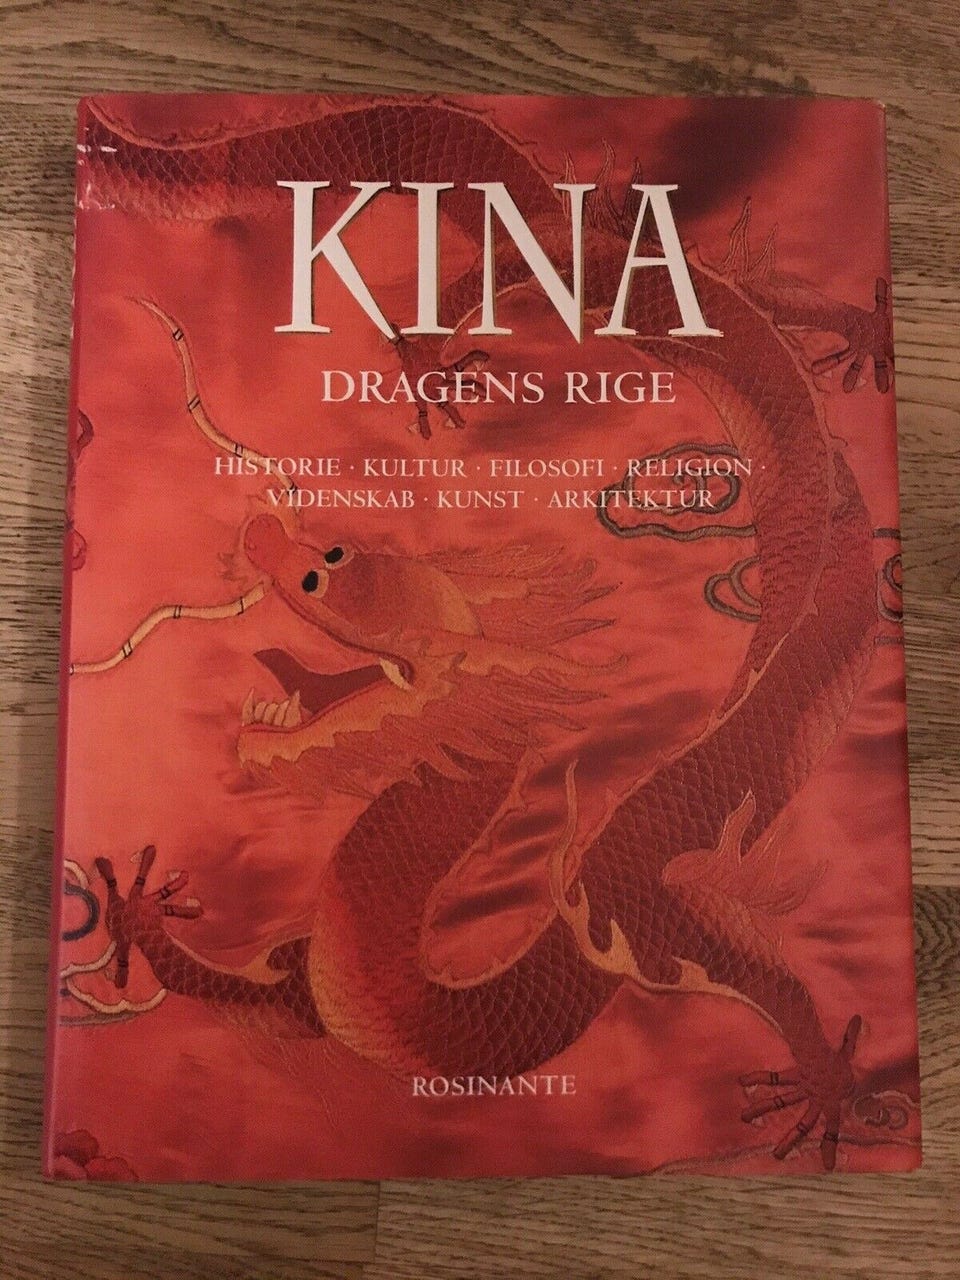 KINA
DRAGENS RIGE
HISTORIE · KULTUR · FILOSOFI · RELIGION ·
VIDENSKAB · KUNST · ARKITEKTUR
ROSINANTE